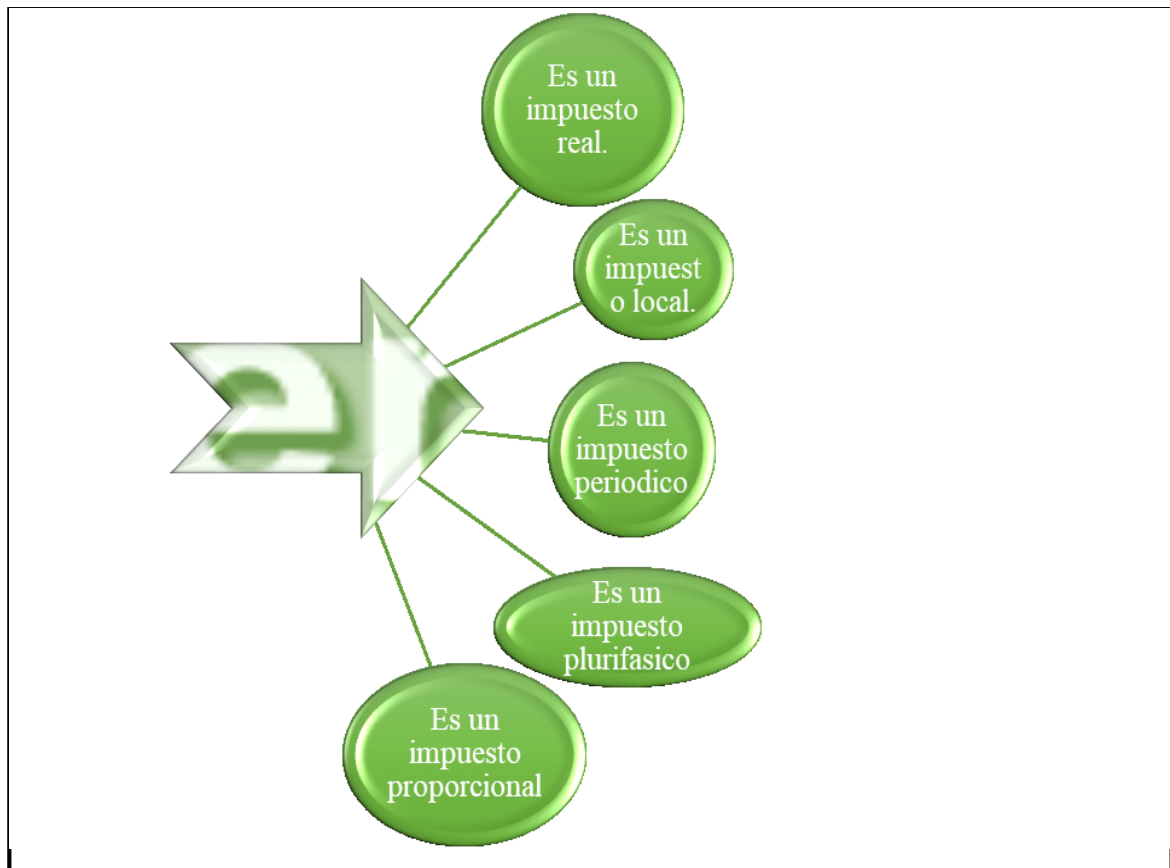 Es un
impuesto
real.
Es un
impuest
o local.
Es un
impuesto
periodico
Es un
impuesto
plurifasico
Es un
impuesto
proporcional